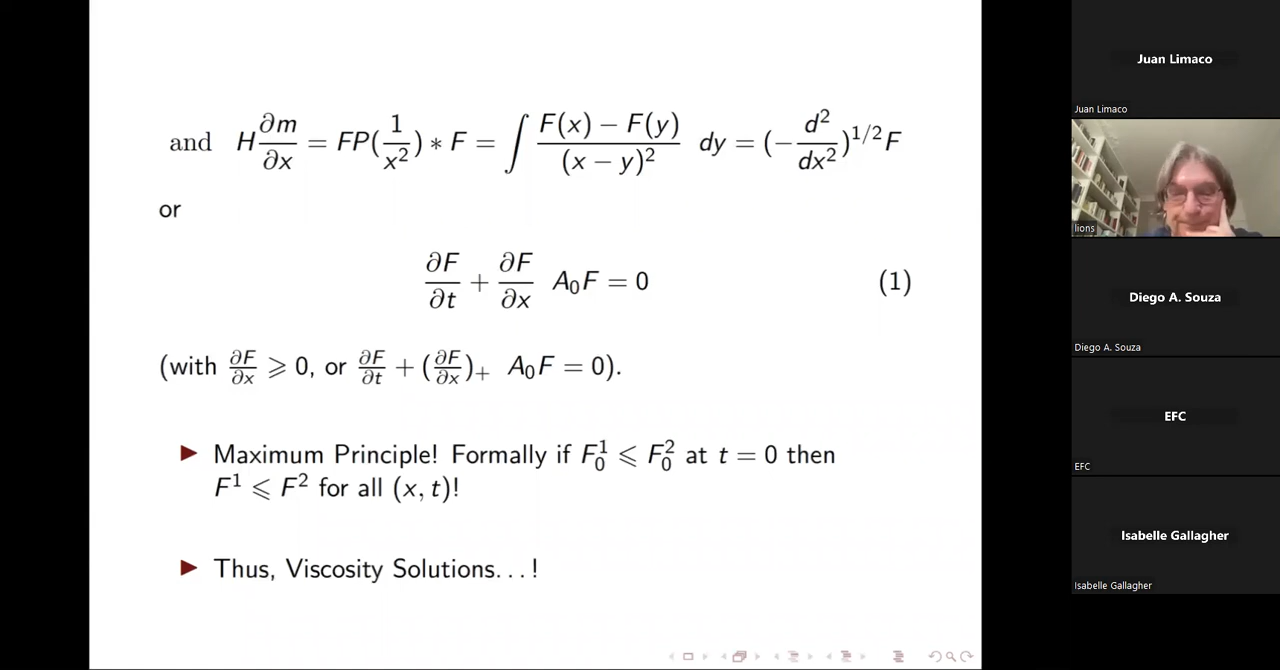 and H ∂m/∂x = FP(1/x²) ∗ F = ∫ F(x) − F(y)/(x − y)² dy = (− d²/dx²)^1/2 F
or
∂F/∂t + ∂F/∂x A₀F = 0 (1)
(with ∂F/∂x ⩾ 0, or ∂F/∂t + (∂F/∂x)₊ A₀F = 0).
▶ Maximum Principle! Formally if F₀¹ ⩽ F₀² at t = 0 then
F¹ ⩽ F² for all (x, t)!
▶ Thus, Viscosity Solutions...!
Juan Limaco
Juan Limaco
lions
Diego A. Souza
Diego A. Souza
EFC
EFC
Isabelle Gallagher
Isabelle Gallagher